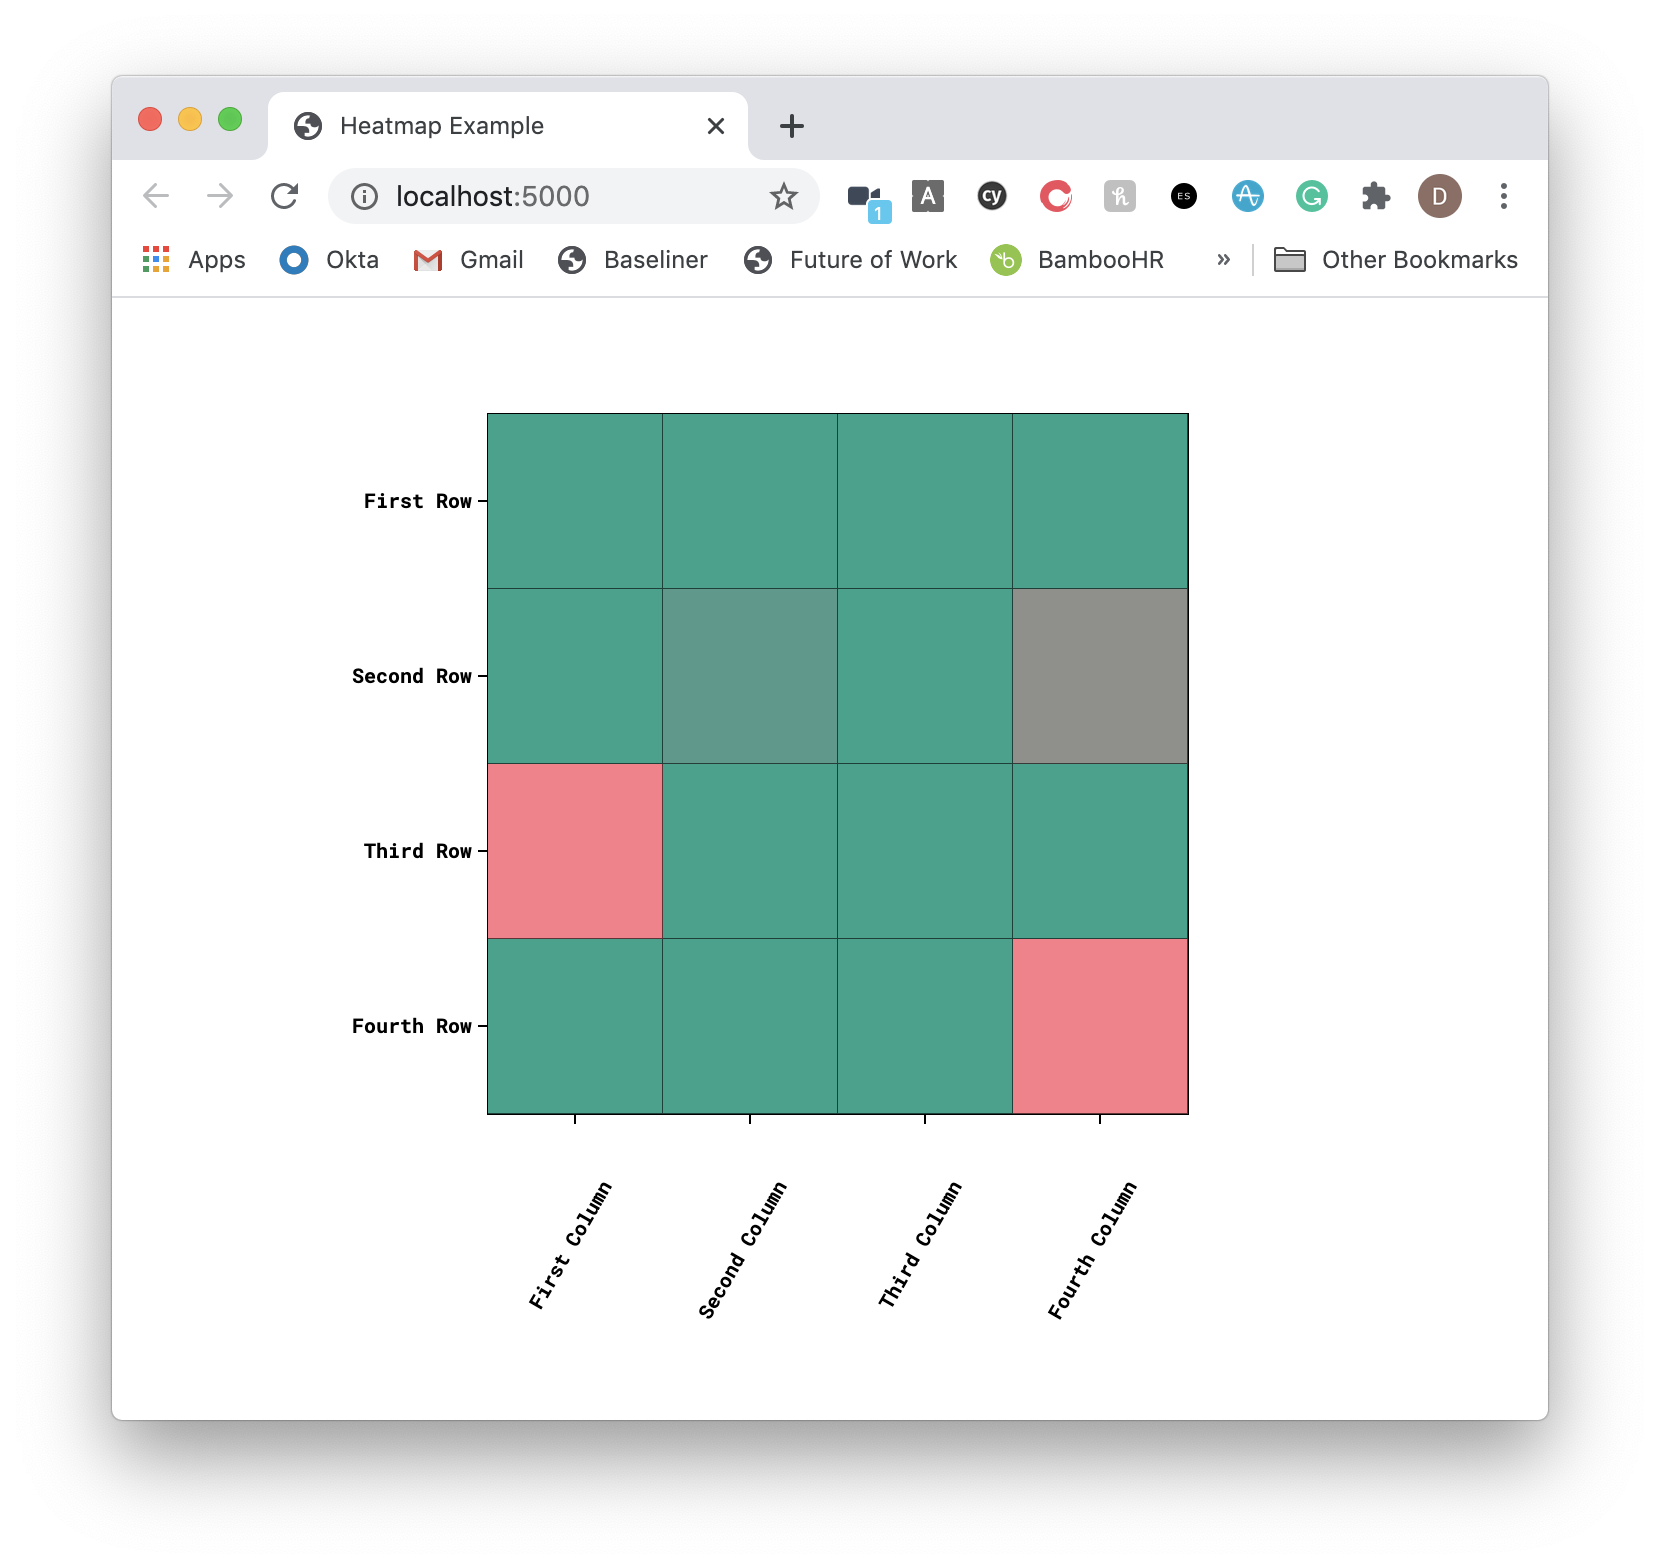 Heatmap Example
localhost:5000
1
A
cy
h
ES
G
D
Apps
Okta
Gmail
Baseliner
Future of Work
b
BambooHR
»
Other Bookmarks
First Row
Second Row
Third Row
Fourth Row
First Column
Second Column
Third Column
Fourth Column